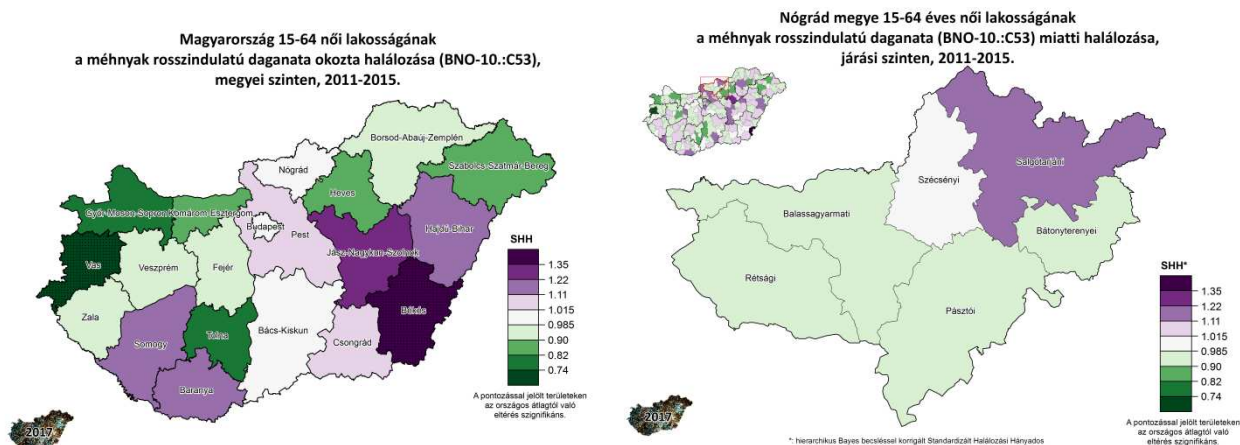 Magyarország 15-64 női lakosságának
a méhnyak rosszindulatú daganata okozta halálozása (BNO-10.:C53),
megyei szinten, 2011-2015.
Borsod-Abaúj-Zemplén
Szabolcs-Szatmár-Bereg
Nógrád
Heves
Győr-Moson-Sopron
Komárom-Esztergom
Budapest
Pest
Hajdú-Bihar
Jász-Nagykun-Szolnok
Vas
Veszprém
Fejér
Békés
Zala
Tolna
Bács-Kiskun
Somogy
Csongrád
Baranya
SHH
1.35
1.22
1.11
1.015
0.985
0.90
0.82
0.74
A pontozással jelölt területeken
az országos átlagtól való
eltérés szignifikáns.
2017
Nógrád megye 15-64 éves női lakosságának
a méhnyak rosszindulatú daganata (BNO-10.:C53) miatti halálozása,
járási szinten, 2011-2015.
Salgótarjáni
Szécsényi
Balassagyarmati
Bátonyterenyei
Rétsági
Pásztói
SHH*
1.35
1.22
1.11
1.015
0.985
0.90
0.82
0.74
A pontozással jelölt területeken
az országos átlagtól való
eltérés szignifikáns.
2017
*: hierarchikus Bayes becsléssel korrigált Standardizált Halálozási Hányados